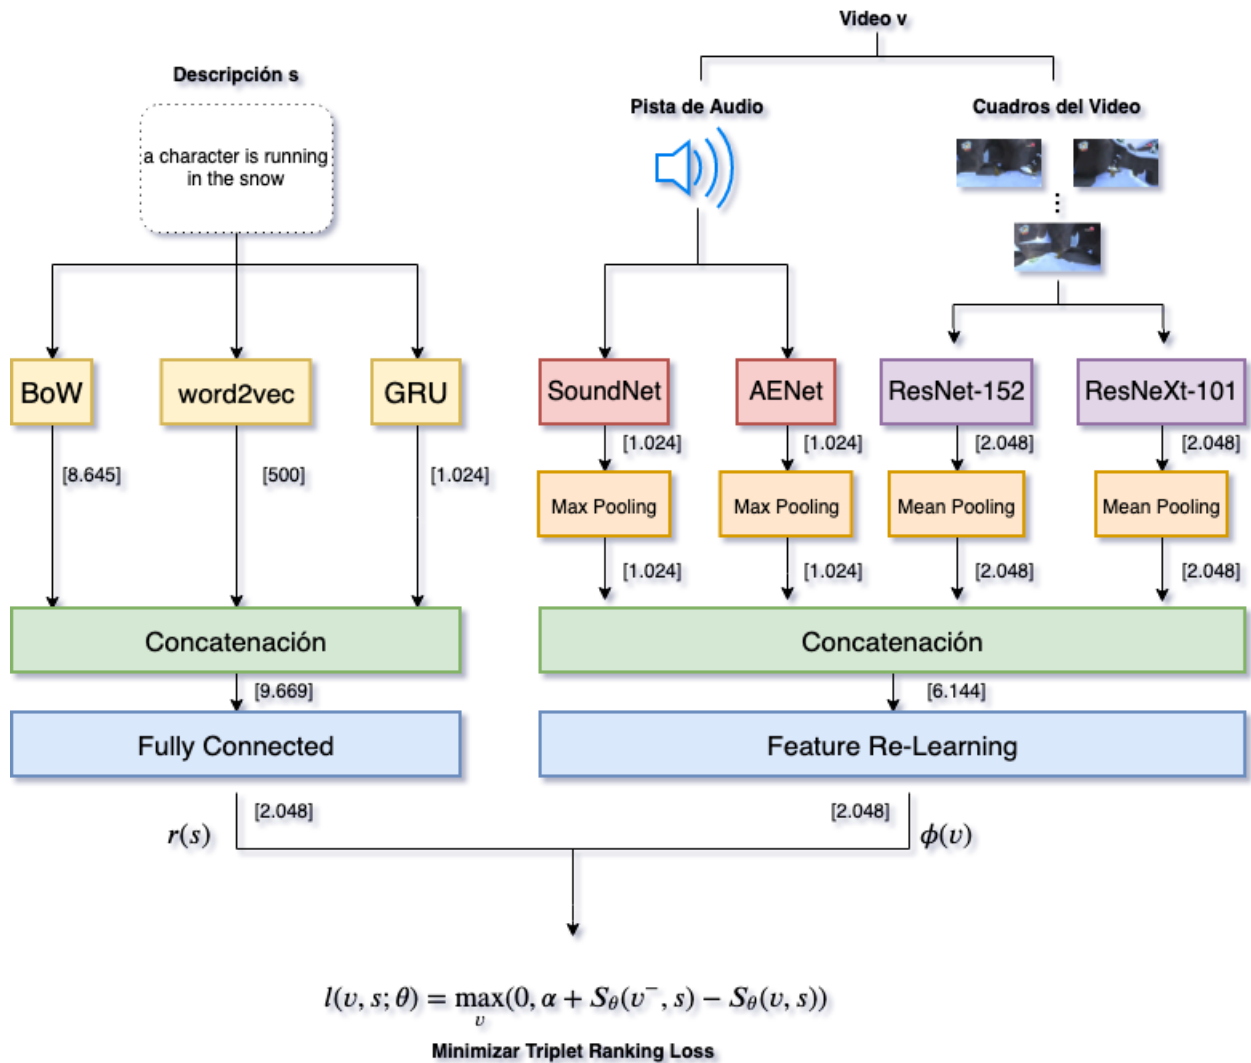 Video v
Descripción s
Pista de Audio
Cuadros del Video
a character is running
in the snow
BoW
word2vec
GRU
SoundNet
AENet
ResNet-152
ResNeXt-101
[8.645]
[500]
[1.024]
[1.024]
[1.024]
[2.048]
[2.048]
Max Pooling
Max Pooling
Mean Pooling
Mean Pooling
[1.024]
[1.024]
[2.048]
[2.048]
Concatenación
Concatenación
[9.669]
[6.144]
Fully Connected
Feature Re-Learning
[2.048]
[2.048]
r(s)
ϕ(v)
l(v, s; θ) = max(0, α + S_θ(v⁻, s) − S_θ(v, s))
v
Minimizar Triplet Ranking Loss